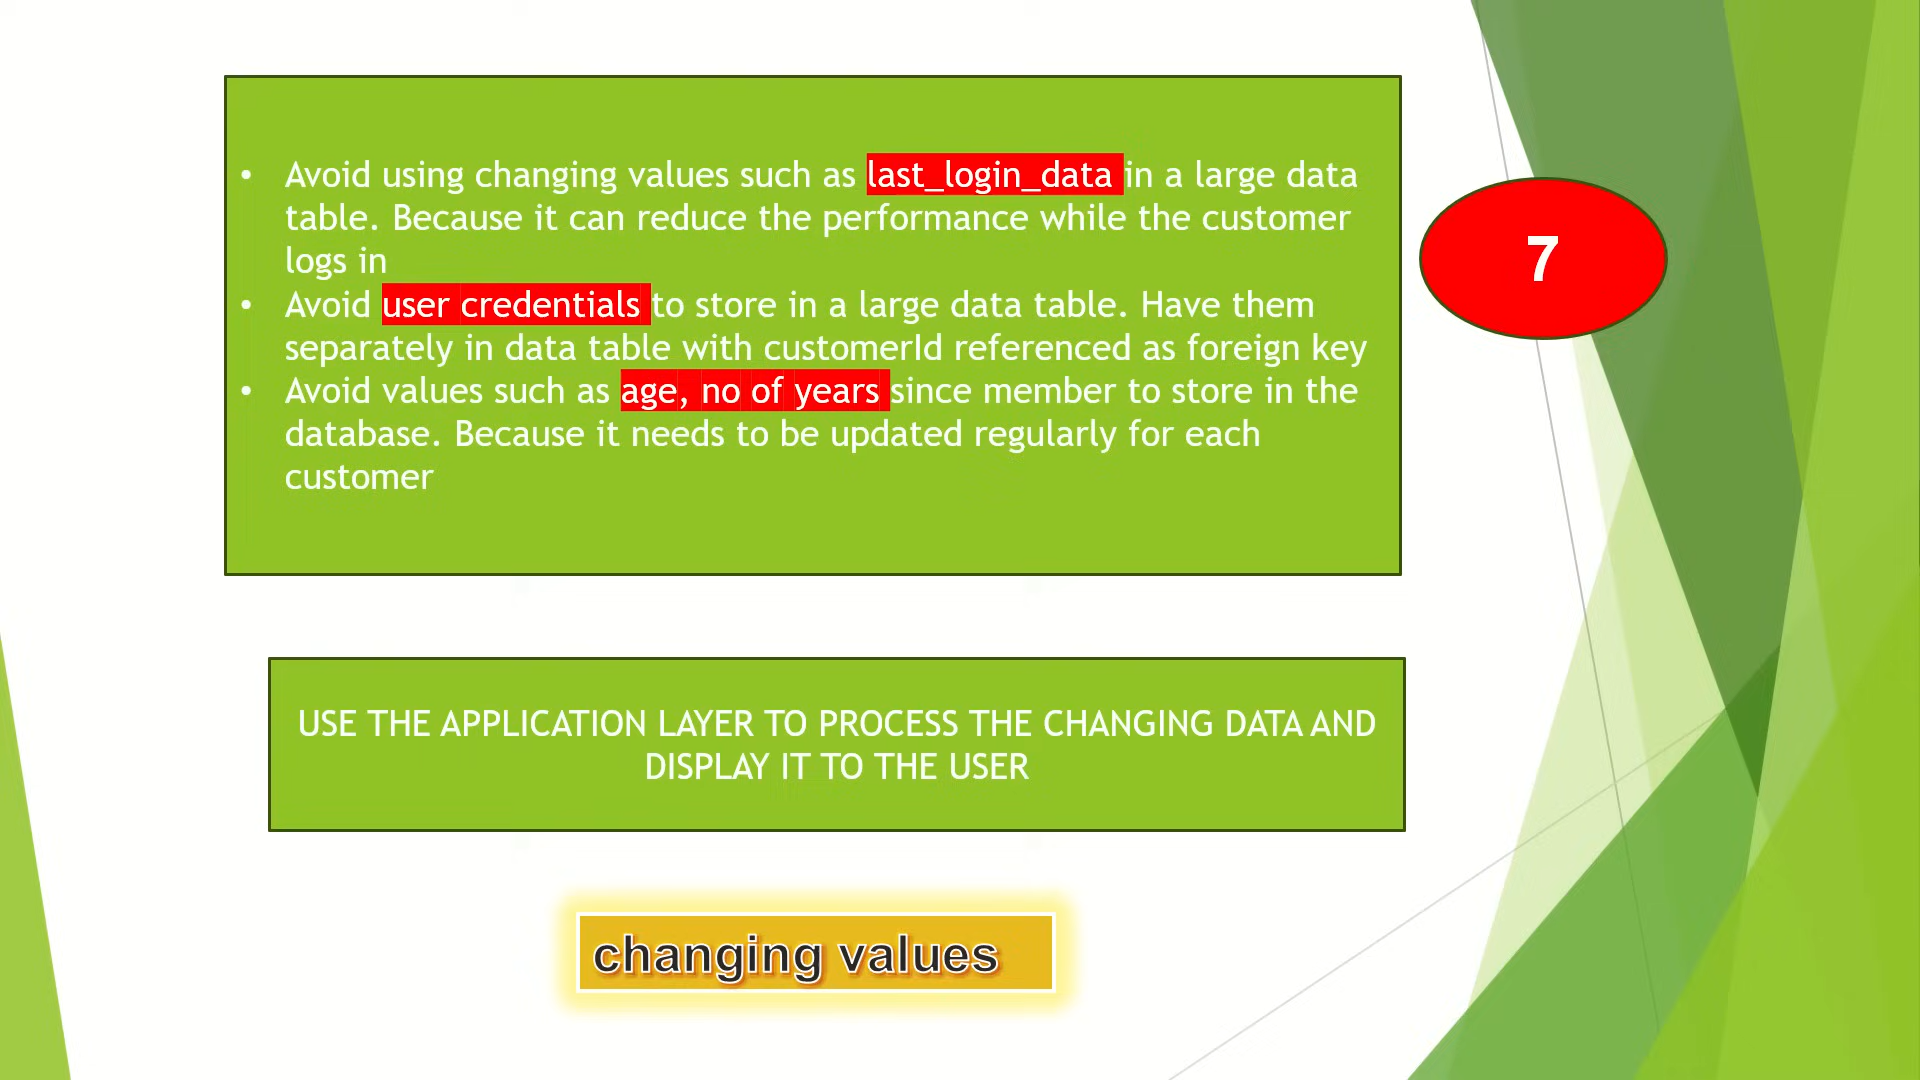 • Avoid using changing values such as last_login_data in a large data
table. Because it can reduce the performance while the customer
logs in
• Avoid user credentials to store in a large data table. Have them
separately in data table with customerId referenced as foreign key
• Avoid values such as age, no of years since member to store in the
database. Because it needs to be updated regularly for each
customer
7
USE THE APPLICATION LAYER TO PROCESS THE CHANGING DATA AND
DISPLAY IT TO THE USER
changing values